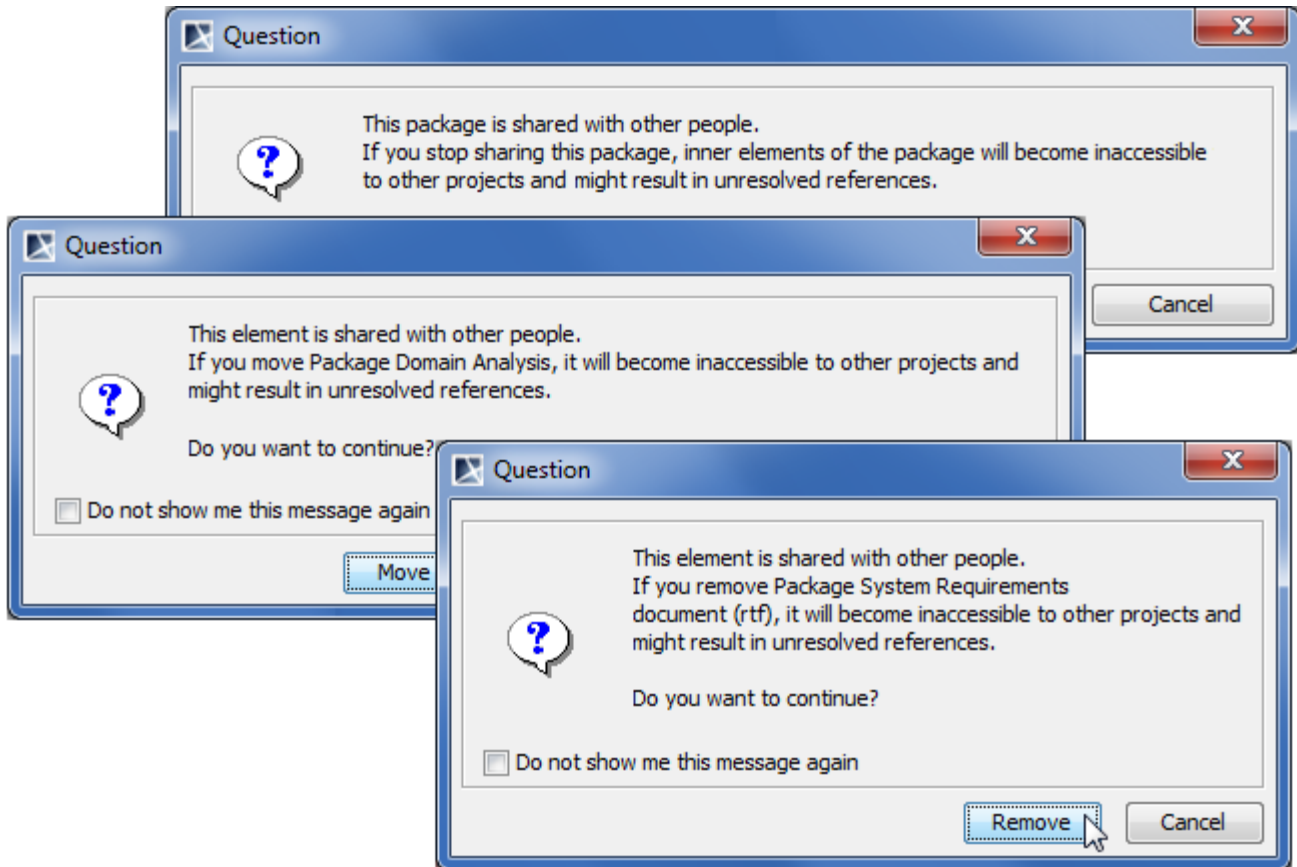 Question
This package is shared with other people.
If you stop sharing this package, inner elements of the package will become inaccessible
to other projects and might result in unresolved references.
Cancel
Question
This element is shared with other people.
If you move Package Domain Analysis, it will become inaccessible to other projects and
might result in unresolved references.
Do you want to continue?
Do not show me this message again
Move
Question
This element is shared with other people.
If you remove Package System Requirements
document (rtf), it will become inaccessible to other projects and
might result in unresolved references.
Do you want to continue?
Do not show me this message again
Remove
Cancel